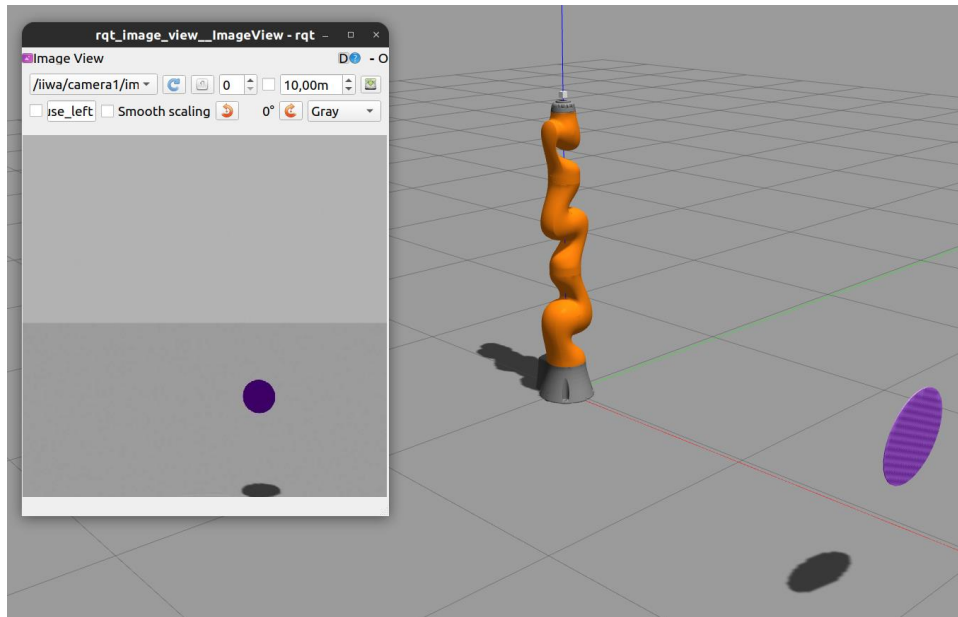 rqt_image_view__ImageView - rqt
Image View D - O
/iiwa/camera1/im 0 10,00m
use_left Smooth scaling 0° Gray